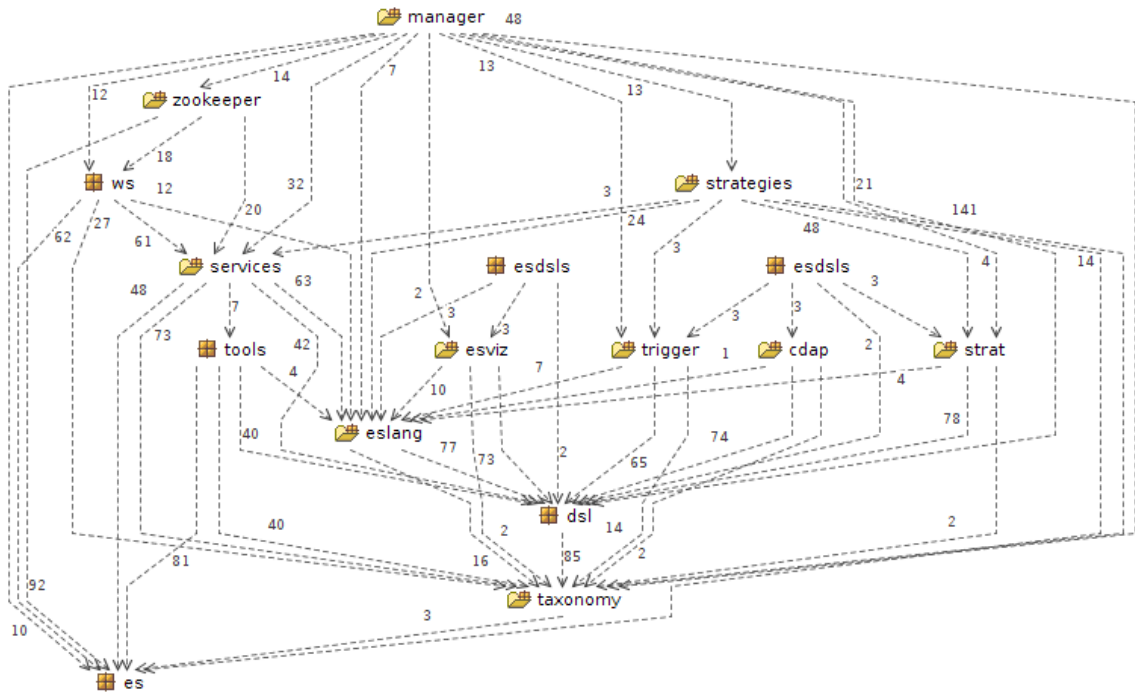 manager 48
14 7 13
12 13
zookeeper
18
ws 12 32 strategies 21
3
62 27 61 20 24 48 141
3 4 14
services 63 esdsls esdsls
48 2 3
73 7 3 3 3 3
42 2
tools esviz trigger cdap strat
4 10 7 1 4
40 eslang 77 73 2 65 74 78
dsl
40 2 14 2
81 16 85 2
92
taxonomy
3
10
es